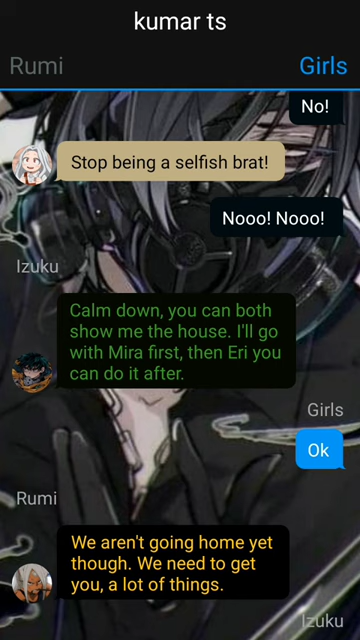 kumar ts
Rumi
Girls
No!
Stop being a selfish brat!
Nooo! Nooo!
Izuku
Calm down, you can both
show me the house. I'll go
with Mira first, then Eri you
can do it after.
Girls
Ok
Rumi
We aren't going home yet
though. We need to get
you, a lot of things.
Izuku